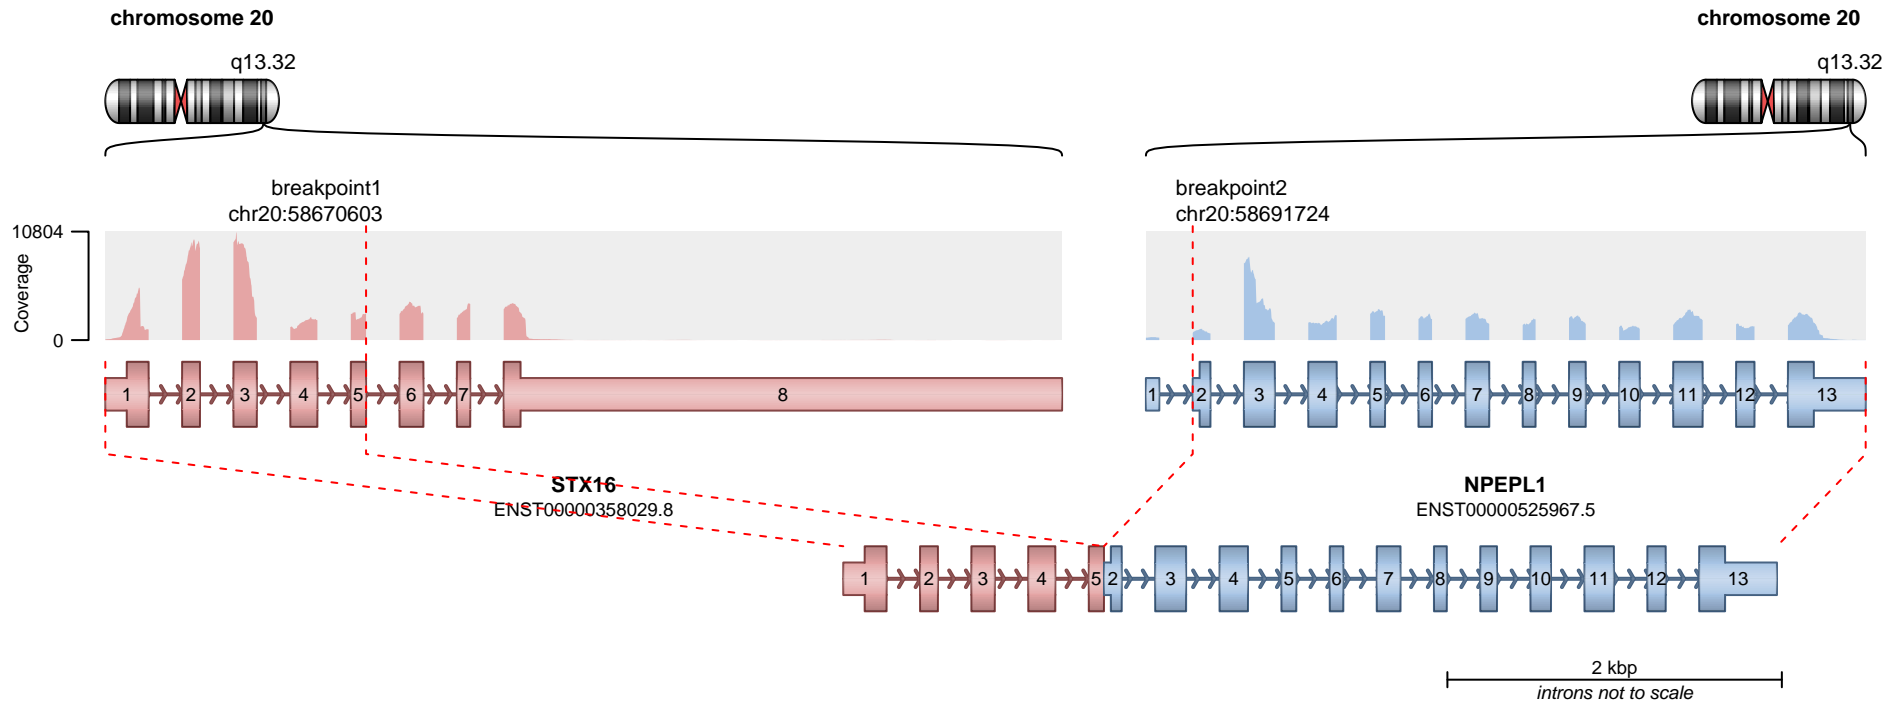 chromosome 20
chromosome 20
q13.32
q13.32
breakpoint1
chr20:58670603
breakpoint2
chr20:58691724
10804
Coverage
0
1 2 3 4 5 6 7 8
1 2 3 4 5 6 7 8 9 10 11 12 13
STX16
ENST00000358029.8
NPEPL1
ENST00000525967.5
1 2 3 4 5 2 3 4 5 6 7 8 9 10 11 12 13
2 kbp
introns not to scale